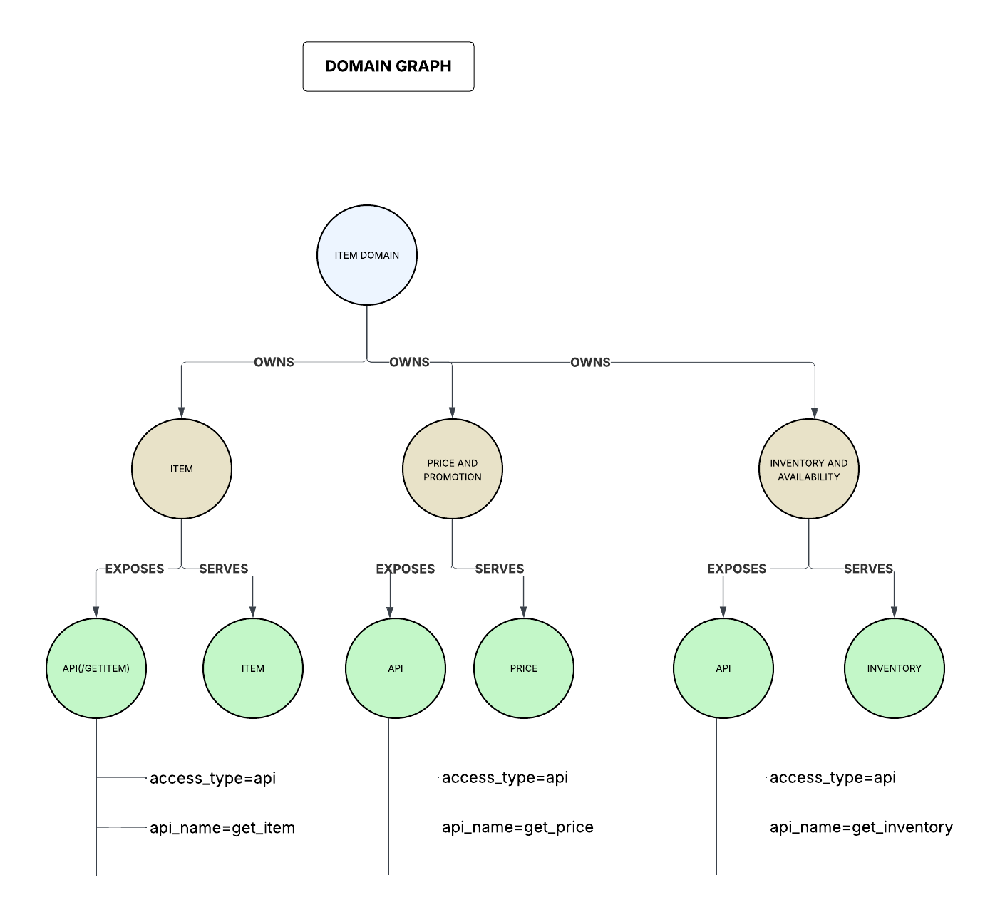 DOMAIN GRAPH
ITEM DOMAIN
OWNS
OWNS
OWNS
ITEM
PRICE AND
PROMOTION
INVENTORY AND
AVAILABILITY
EXPOSES
SERVES
EXPOSES
SERVES
EXPOSES
SERVES
API(/GETITEM)
ITEM
API
PRICE
API
INVENTORY
access_type=api
access_type=api
access_type=api
api_name=get_item
api_name=get_price
api_name=get_inventory